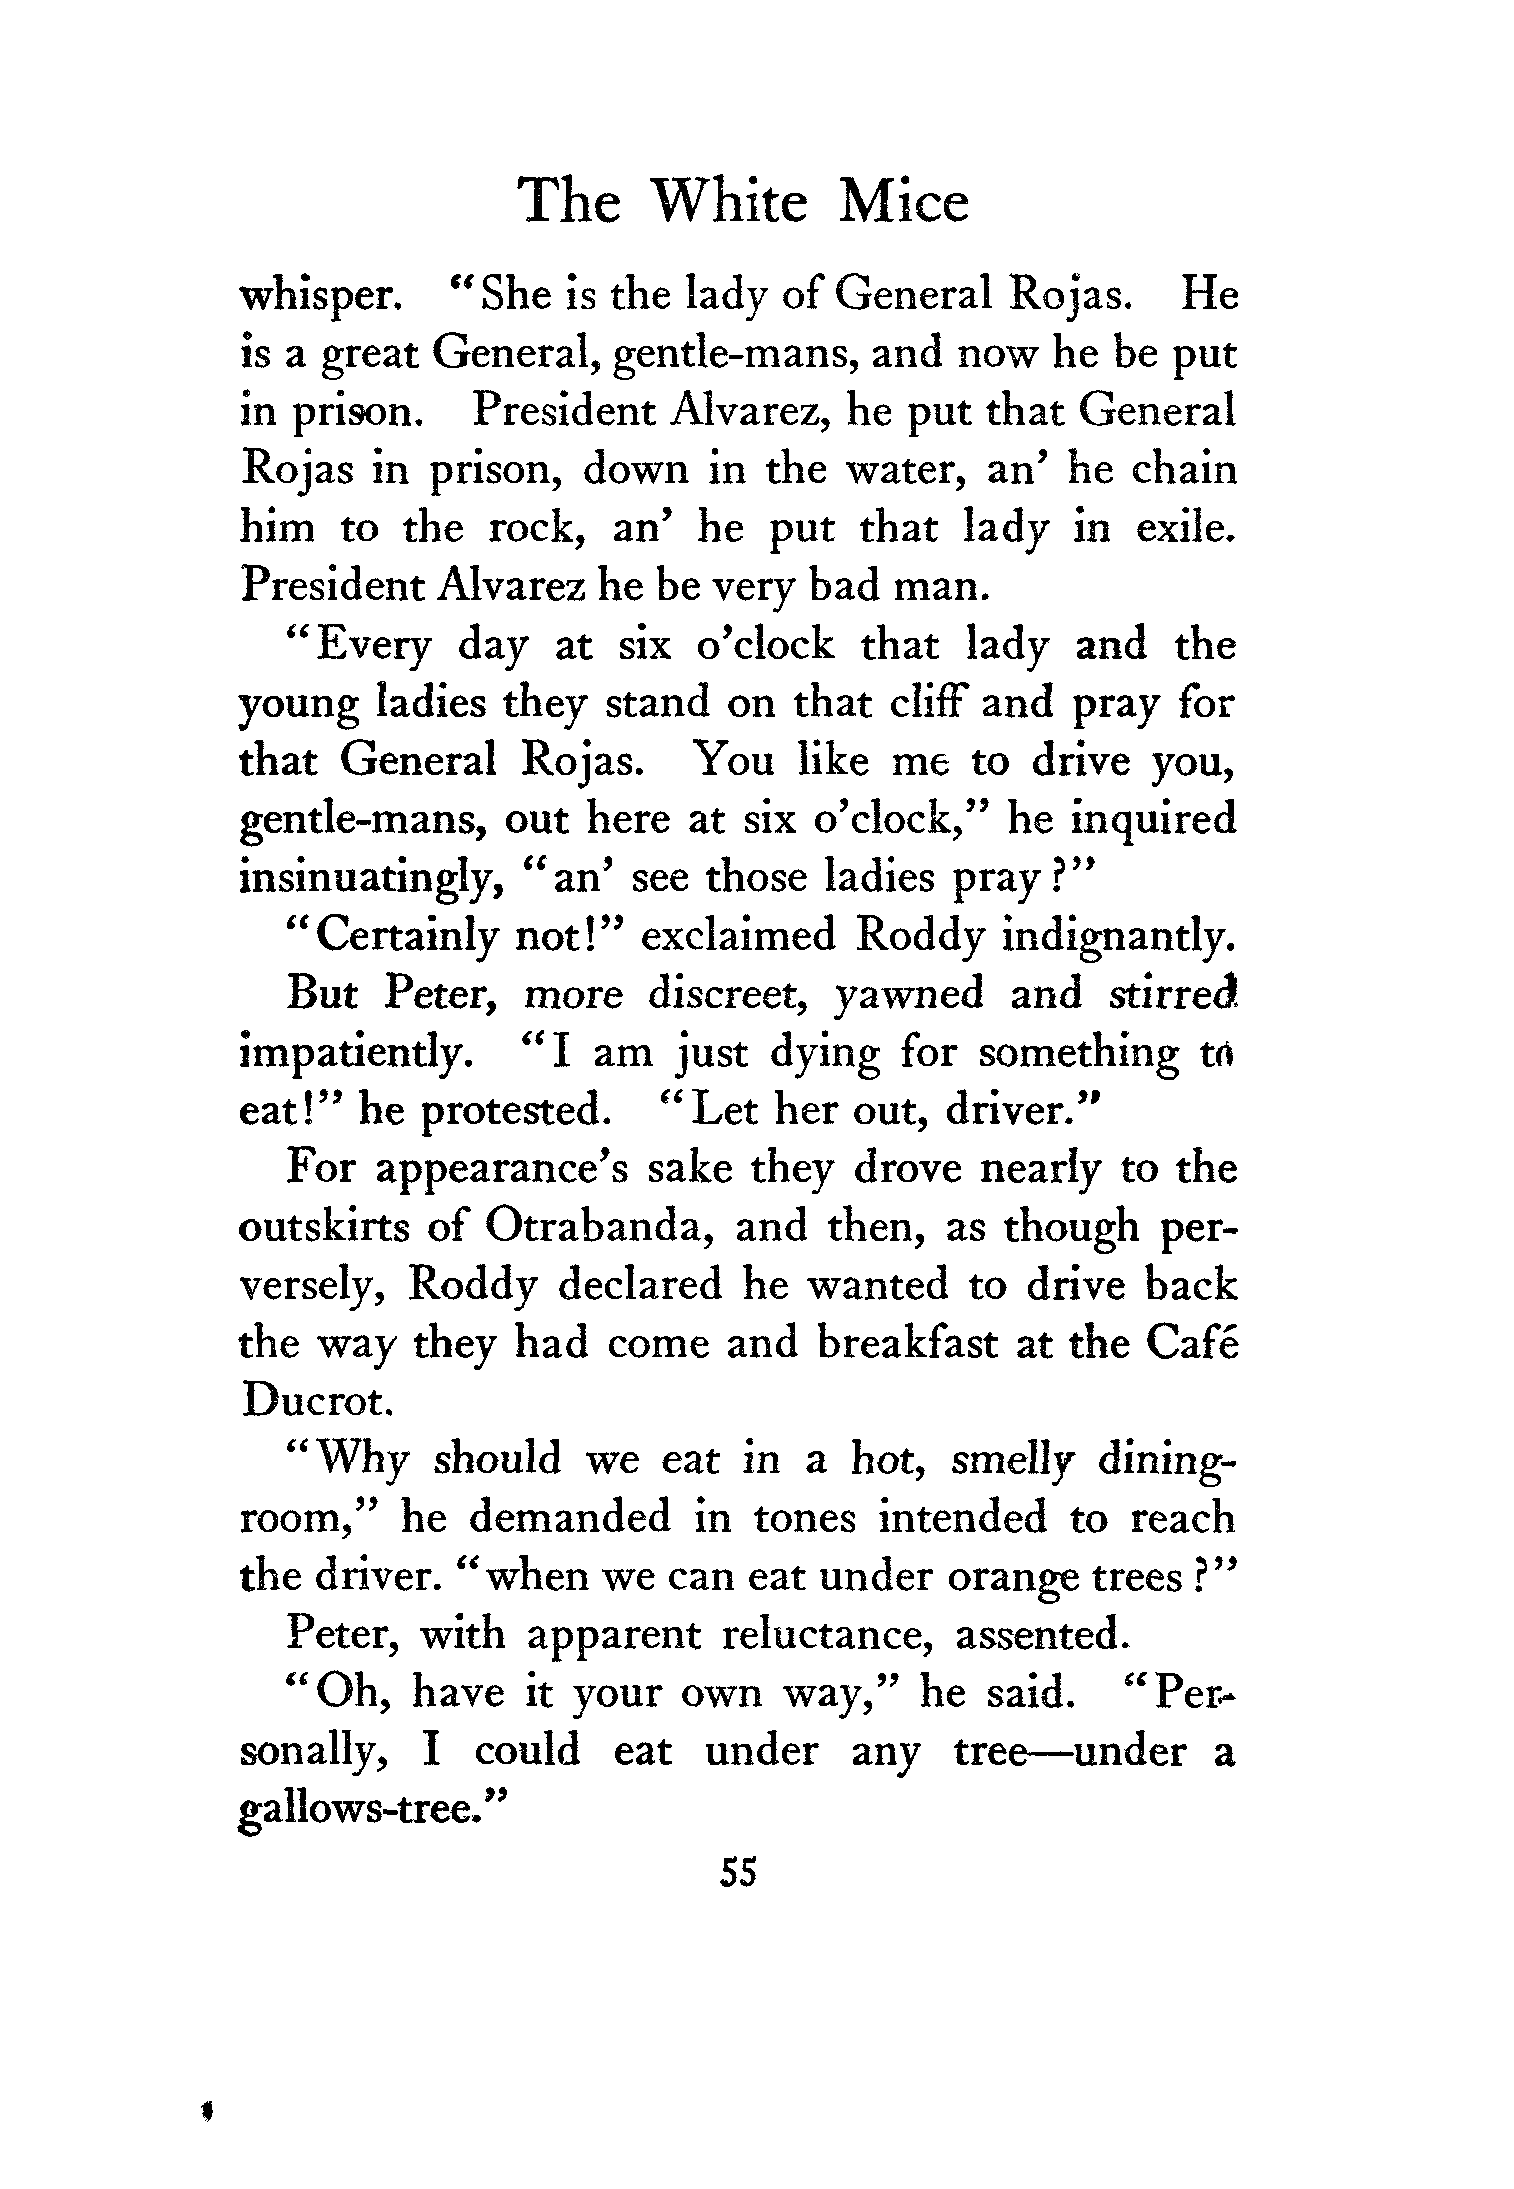 The White Mice
whisper. "She is the lady of General Rojas. He
is a great General, gentle-mans, and now he be put
in prison. President Alvarez, he put that General
Rojas in prison, down in the water, an' he chain
him to the rock, an' he put that lady in exile.
President Alvarez he be very bad man.
"Every day at six o'clock that lady and the
young ladies they stand on that cliff and pray for
that General Rojas. You like me to drive you,
gentle-mans, out here at six o'clock," he inquired
insinuatingly, "an' see those ladies pray?"
"Certainly not!" exclaimed Roddy indignantly.
But Peter, more discreet, yawned and stirred
impatiently. "I am just dying for something to
eat!" he protested. "Let her out, driver."
For appearance's sake they drove nearly to the
outskirts of Otrabanda, and then, as though per-
versely, Roddy declared he wanted to drive back
the way they had come and breakfast at the Café
Ducrot.
"Why should we eat in a hot, smelly dining-
room," he demanded in tones intended to reach
the driver. "when we can eat under orange trees?"
Peter, with apparent reluctance, assented.
"Oh, have it your own way," he said. "Per-
sonally, I could eat under any tree—under a
gallows-tree."
55